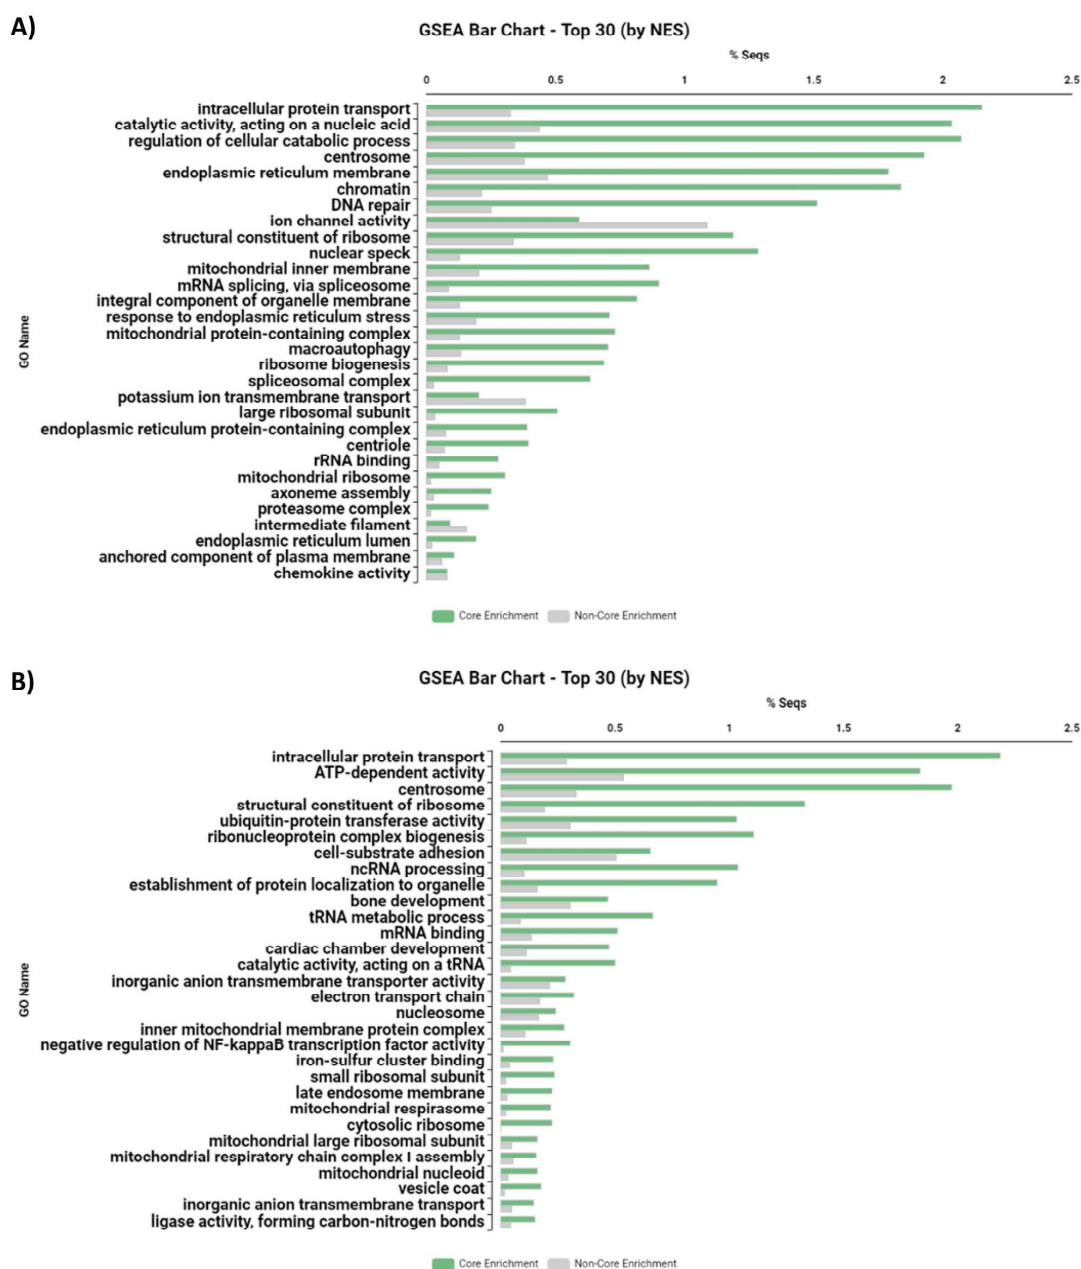 A)
GSEA Bar Chart - Top 30 (by NES)
% Seqs
0 0.5 1 1.5 2 2.5
GO Name
intracellular protein transport
catalytic activity, acting on a nucleic acid
regulation of cellular catabolic process
centrosome
endoplasmic reticulum membrane
chromatin
DNA repair
ion channel activity
structural constituent of ribosome
nuclear speck
mitochondrial inner membrane
mRNA splicing, via spliceosome
integral component of organelle membrane
response to endoplasmic reticulum stress
mitochondrial protein-containing complex
macroautophagy
ribosome biogenesis
spliceosomal complex
potassium ion transmembrane transport
large ribosomal subunit
endoplasmic reticulum protein-containing complex
centriole
rRNA binding
mitochondrial ribosome
axoneme assembly
proteasome complex
intermediate filament
endoplasmic reticulum lumen
anchored component of plasma membrane
chemokine activity
Core Enrichment Non-Core Enrichment
B)
GSEA Bar Chart - Top 30 (by NES)
% Seqs
0 0.5 1 1.5 2 2.5
GO Name
intracellular protein transport
ATP-dependent activity
centrosome
structural constituent of ribosome
ubiquitin-protein transferase activity
ribonucleoprotein complex biogenesis
cell-substrate adhesion
ncRNA processing
establishment of protein localization to organelle
bone development
tRNA metabolic process
mRNA binding
cardiac chamber development
catalytic activity, acting on a tRNA
inorganic anion transmembrane transporter activity
electron transport chain
nucleosome
inner mitochondrial membrane protein complex
negative regulation of NF-kappaB transcription factor activity
iron-sulfur cluster binding
small ribosomal subunit
late endosome membrane
mitochondrial respirasome
cytosolic ribosome
mitochondrial large ribosomal subunit
mitochondrial respiratory chain complex I assembly
mitochondrial nucleoid
vesicle coat
inorganic anion transmembrane transport
ligase activity, forming carbon-nitrogen bonds
Core Enrichment Non-Core Enrichment